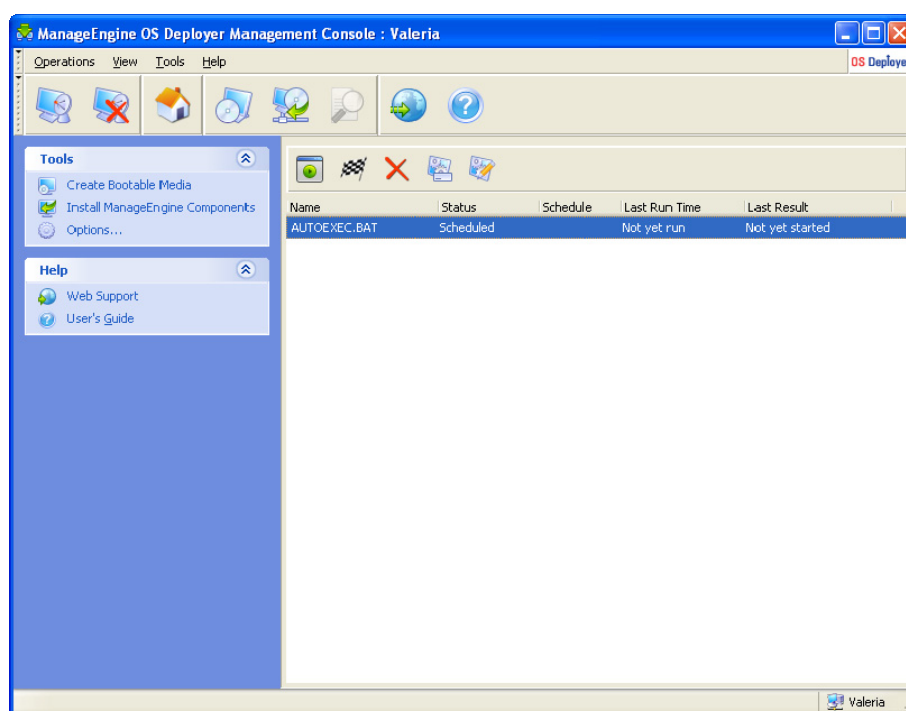 ManageEngine OS Deployer Management Console : Valeria
Operations View Tools Help
OS Deploye
Tools
Create Bootable Media
Install ManageEngine Components
Options...
Help
Web Support
User's Guide
Name Status Schedule Last Run Time Last Result
AUTOEXEC.BAT Scheduled Not yet run Not yet started
Valeria